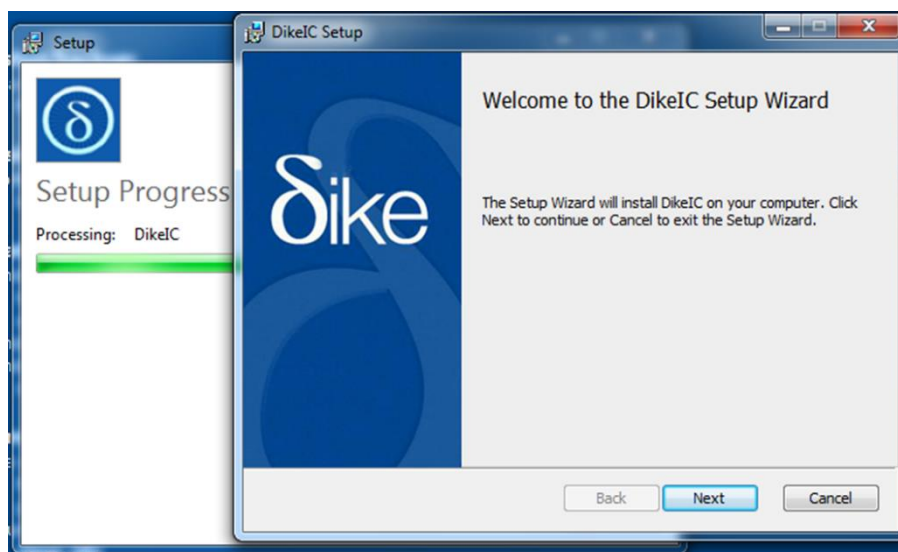 Setup
δ
Setup Progress
Processing: DikeIC
DikeIC Setup
δike
Welcome to the DikeIC Setup Wizard
The Setup Wizard will install DikeIC on your computer. Click
Next to continue or Cancel to exit the Setup Wizard.
Back Next Cancel